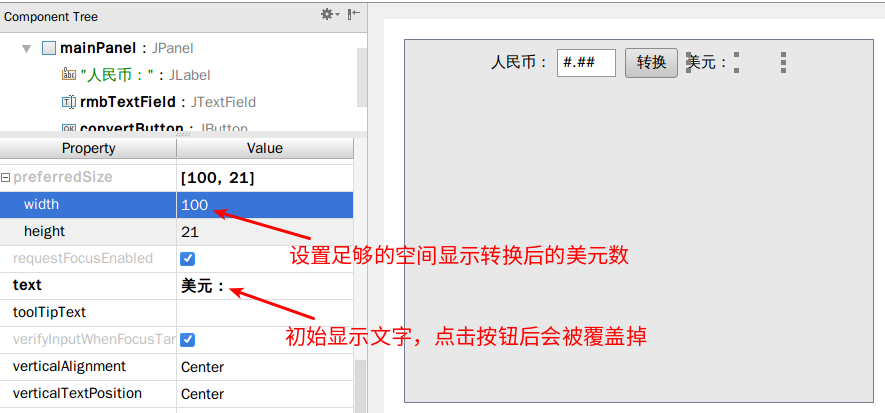 Component Tree
mainPanel : JPanel
"人民币：" : JLabel
rmbTextField : JTextField
convertButton : JButton
Property Value
preferredSize [100, 21]
width 100
height 21
requestFocusEnabled
text 美元：
toolTipText
verifyInputWhenFocusTar
verticalAlignment Center
verticalTextPosition Center
人民币： #.## 转换 美元：
设置足够的空间显示转换后的美元数
初始显示文字，点击按钮后会被覆盖掉